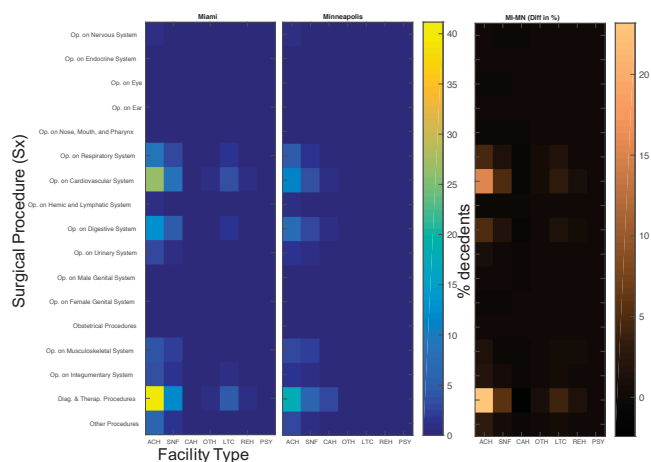 Miami
Minneapolis
MI-MN (Diff in %)
Surgical Procedure (Sx)
Op. on Nervous System
Op. on Endocrine System
Op. on Eye
Op. on Ear
Op. on Nose, Mouth, and Pharynx
Op. on Respiratory System
Op. on Cardiovascular System
Op. on Hemic and Lymphatic System
Op. on Digestive System
Op. on Urinary System
Op. on Male Genital System
Op. on Female Genital System
Obstetrical Procedures
Op. on Musculoskeletal System
Op. on Integumentary System
Diag. & Therap. Procedures
Other Procedures
ACH SNF CAH OTH LTC REH PSY
ACH SNF CAH OTH LTC REH PSY
ACH SNF CAH OTH LTC REH PSY
Facility Type
40
35
30
25
20
15
10
5
0
% decedents
20
15
10
5
0